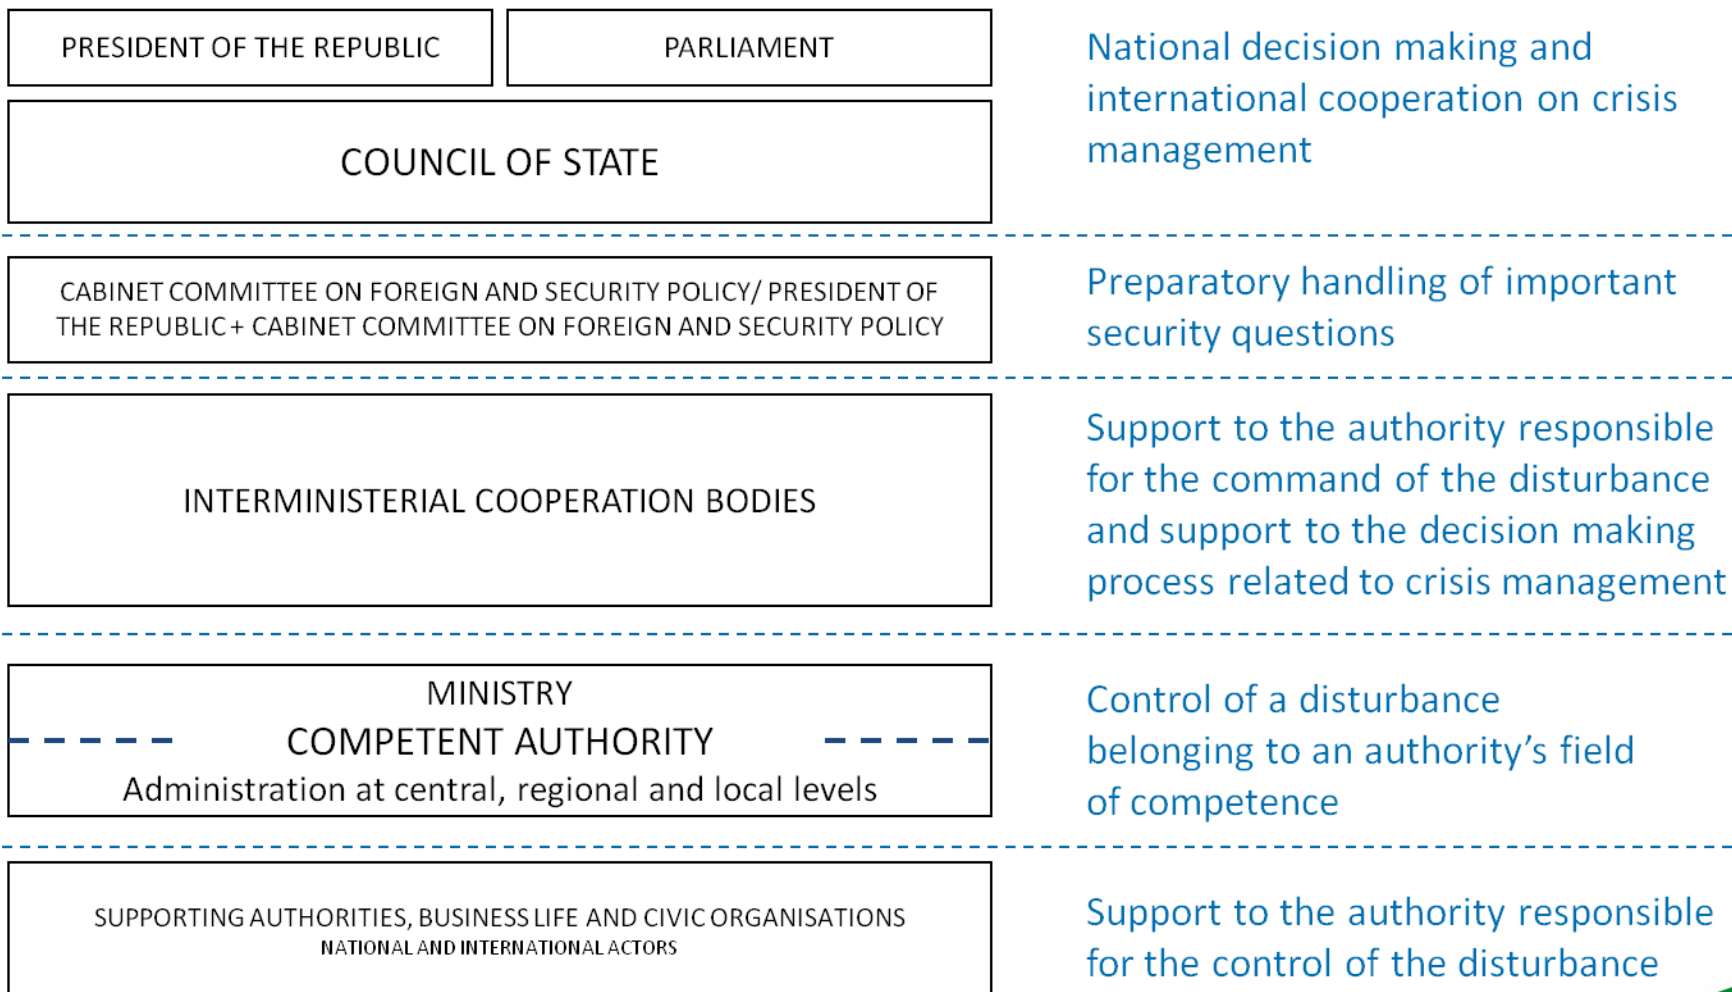 PRESIDENT OF THE REPUBLIC
PARLIAMENT
National decision making and
international cooperation on crisis
management
COUNCIL OF STATE
CABINET COMMITTEE ON FOREIGN AND SECURITY POLICY/ PRESIDENT OF
THE REPUBLIC + CABINET COMMITTEE ON FOREIGN AND SECURITY POLICY
Preparatory handling of important
security questions
INTERMINISTERIAL COOPERATION BODIES
Support to the authority responsible
for the command of the disturbance
and support to the decision making
process related to crisis management
MINISTRY
COMPETENT AUTHORITY
Administration at central, regional and local levels
Control of a disturbance
belonging to an authority’s field
of competence
SUPPORTING AUTHORITIES, BUSINESS LIFE AND CIVIC ORGANISATIONS
NATIONAL AND INTERNATIONAL ACTORS
Support to the authority responsible
for the control of the disturbance